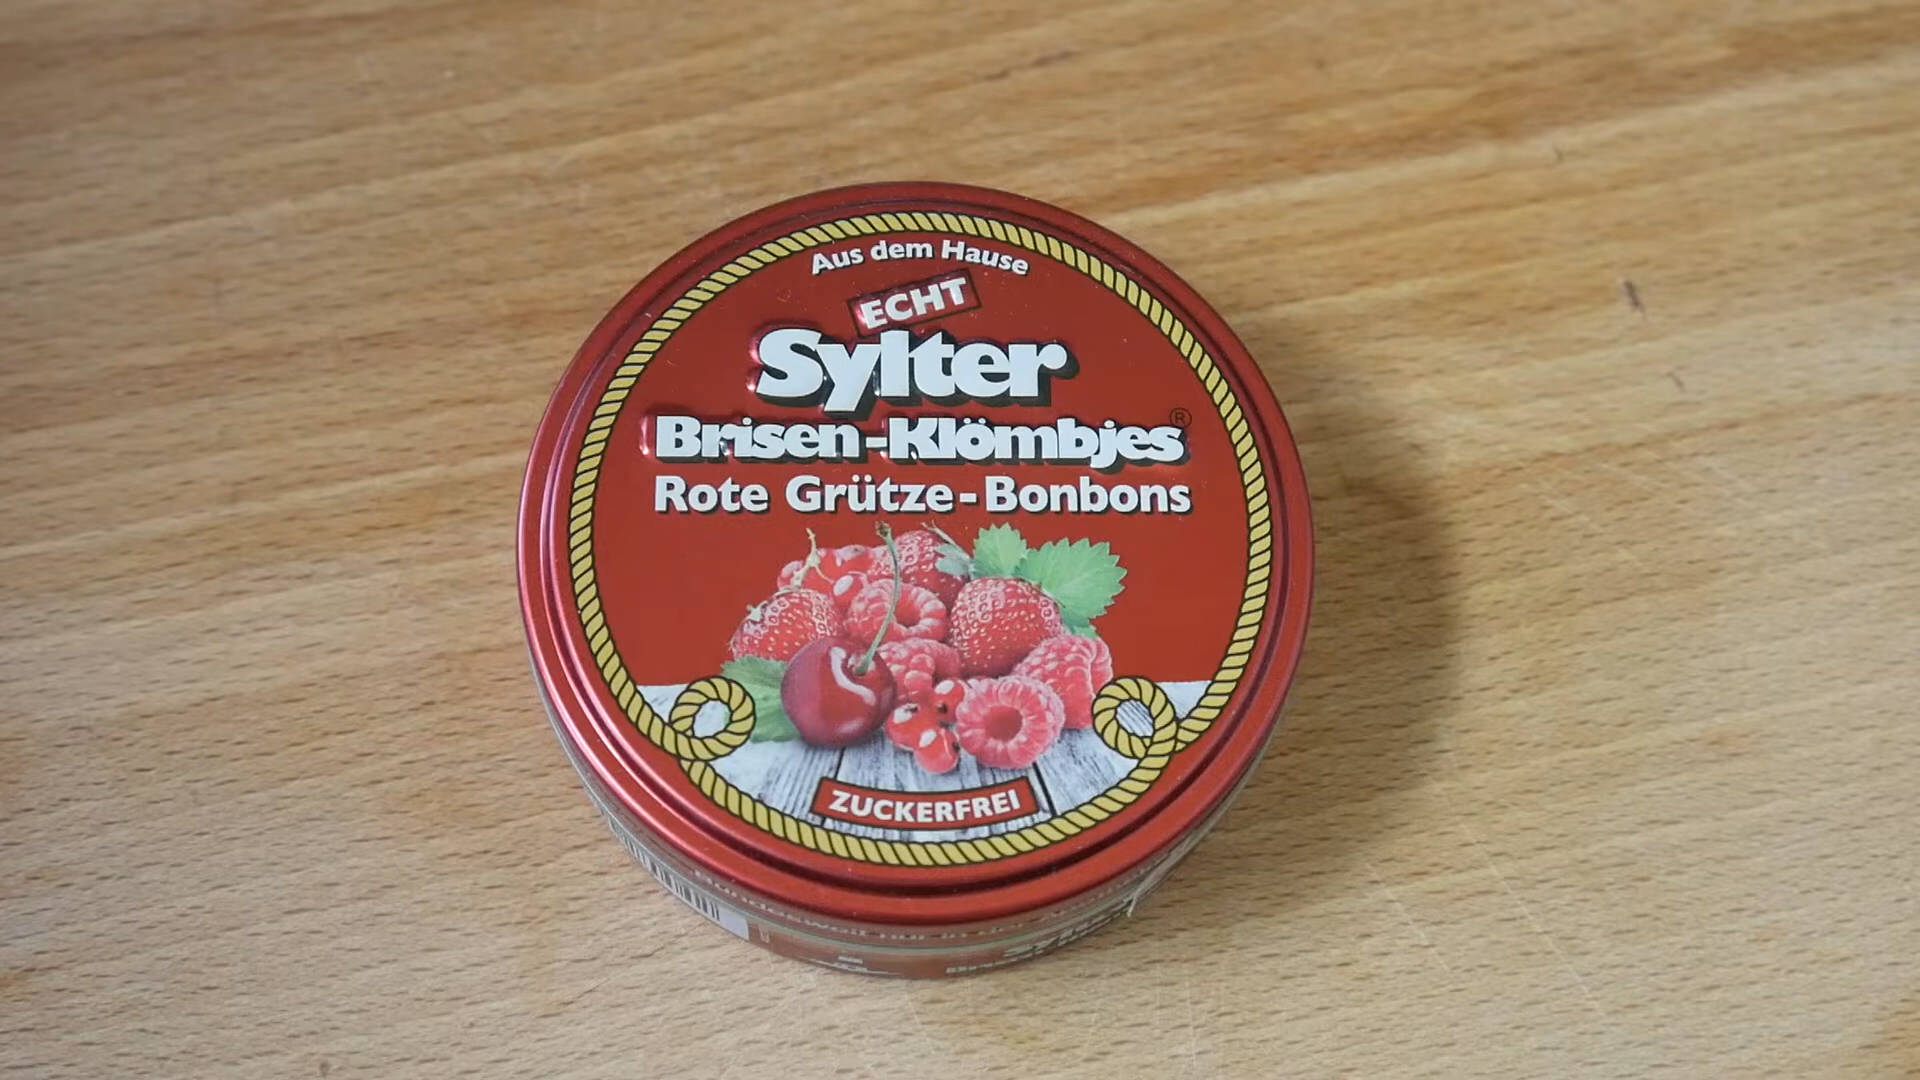 Aus dem Hause
ECHT
Sylter
Brisen-Klömbjes®
Rote Grütze-Bonbons
ZUCKERFREI